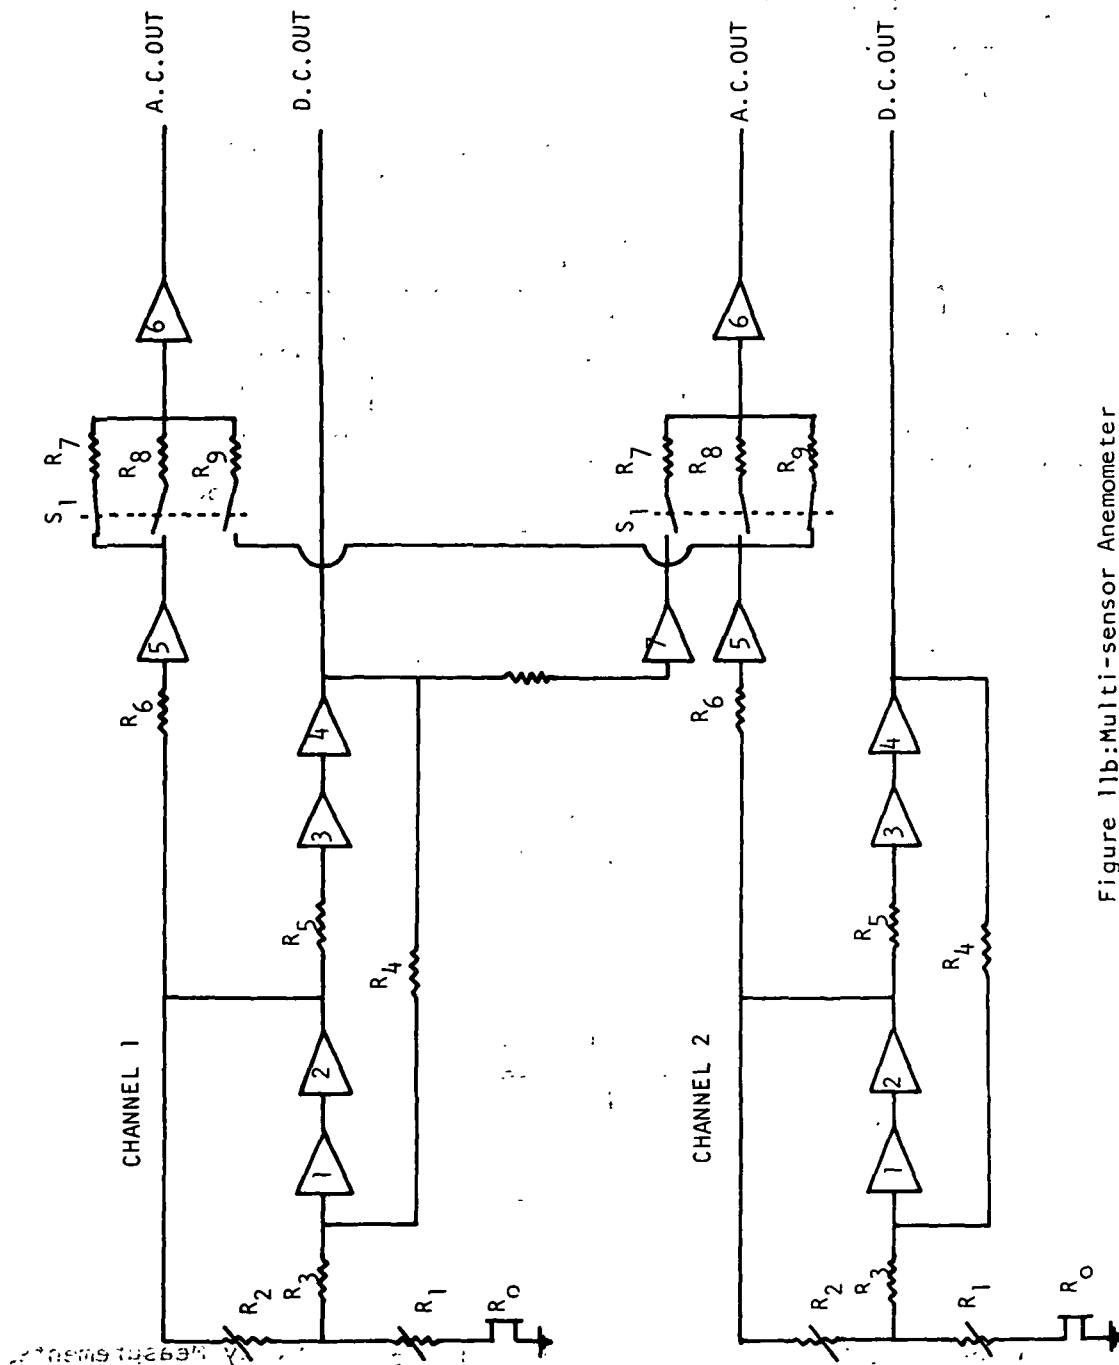 A.C.OUT
D.C.OUT
S1
R7
R8
R9
6
R6
5
4
3
R5
R4
CHANNEL 1
2
1
R2
R3
R1
R0
A.C.OUT
D.C.OUT
S1
R7
R8
R9
6
7
R6
5
4
3
R5
R4
CHANNEL 2
2
1
R2
R3
R1
R0
Figure 11b:Multi-sensor Anemometer